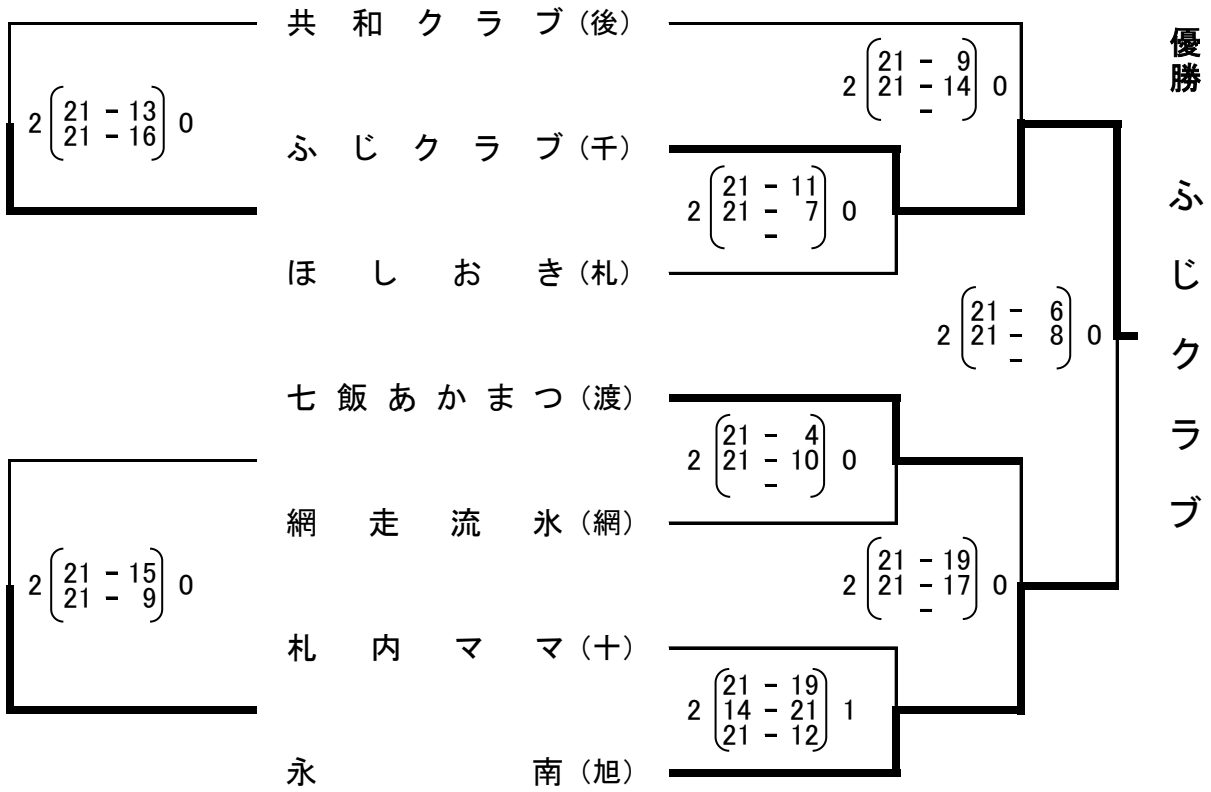 共和クラブ(後)
2 21 - 9 0
21 - 14
-
2 21 - 13 0
21 - 16
ふじクラブ(千)
2 21 - 11 0
21 - 7
-
ほしおき(札)
2 21 - 6 0
21 - 8
-
七飯あかまつ(渡)
2 21 - 4 0
21 - 10
-
網走流氷(網)
2 21 - 15 0
21 - 9
2 21 - 19 0
21 - 17
-
札内ママ(十)
2 21 - 19 1
14 - 21
21 - 12
永南(旭)
優勝 ふじクラブ